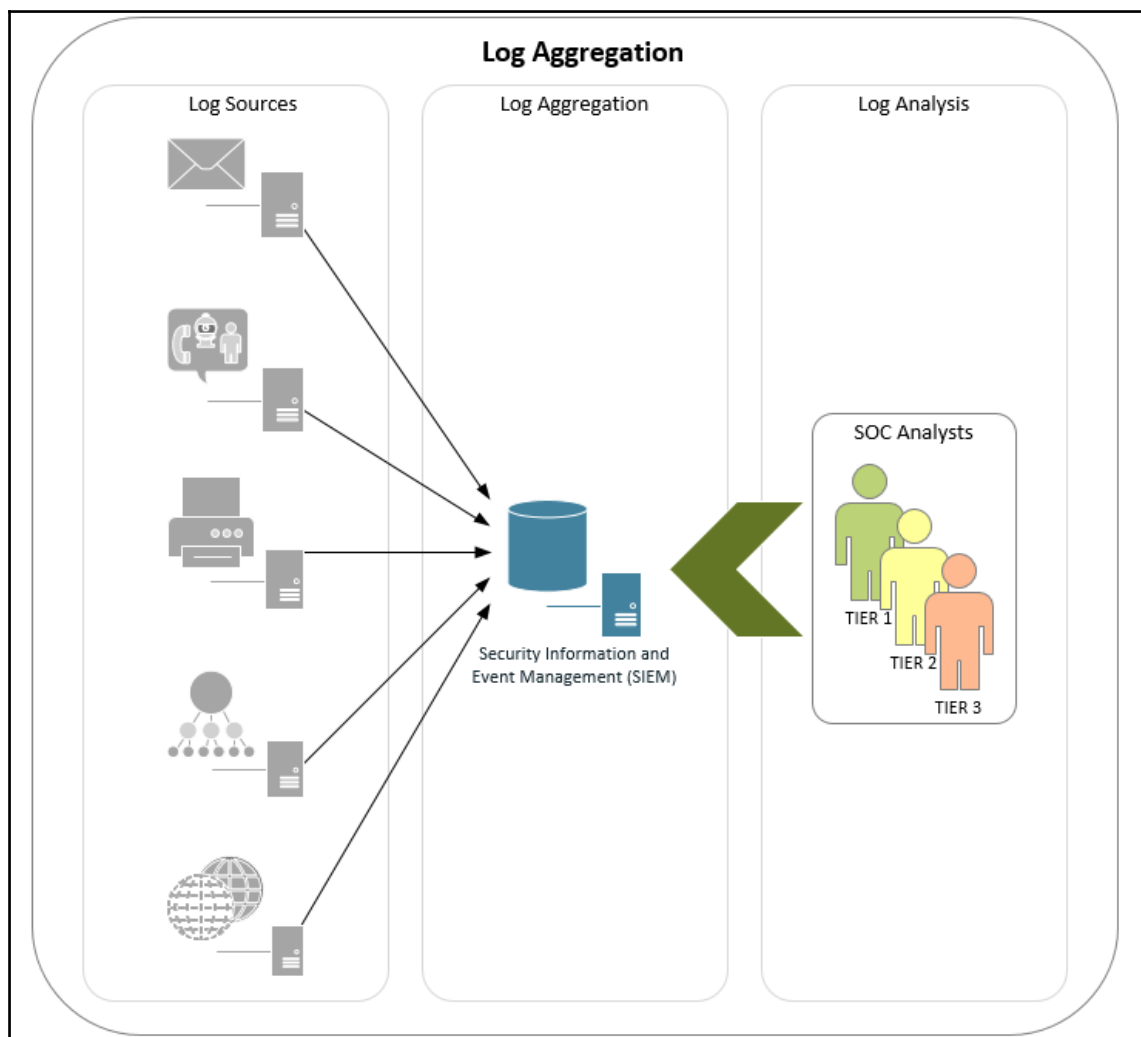 Log Aggregation
Log Sources
Log Aggregation
Log Analysis
SOC Analysts
TIER 1
TIER 2
TIER 3
Security Information and
Event Management (SIEM)